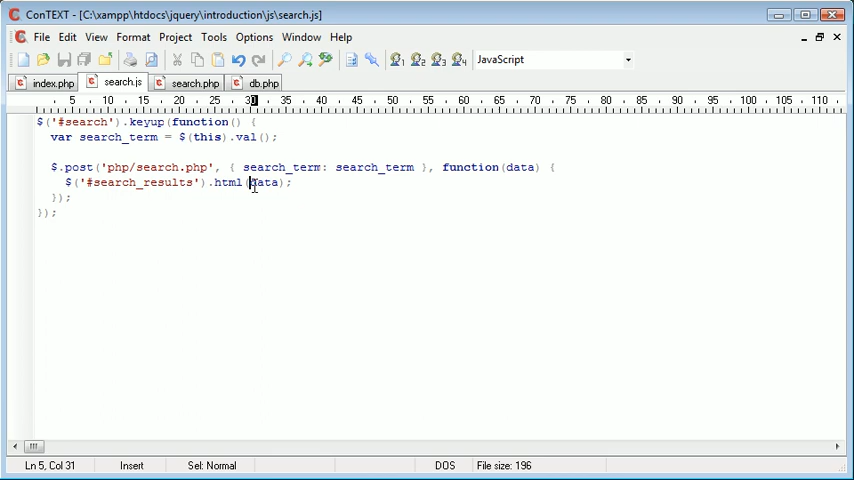 ConTEXT - [C:\xampp\htdocs\jquery\introduction\js\search.js]
File Edit View Format Project Tools Options Window Help
1 2 3 4 JavaScript
index.php search.js search.php db.php
5 10 15 20 25 30 35 40 45 50 55 60 65 70 75 80 85 90 95 100 105 110
$('#search').keyup(function() {
var search_term = $(this).val();
$.post('php/search.php', { search_term: search_term }, function(data) {
$('#search_results').html(data);
});
});
Ln 5, Col 31 Insert Sel: Normal DOS File size: 196